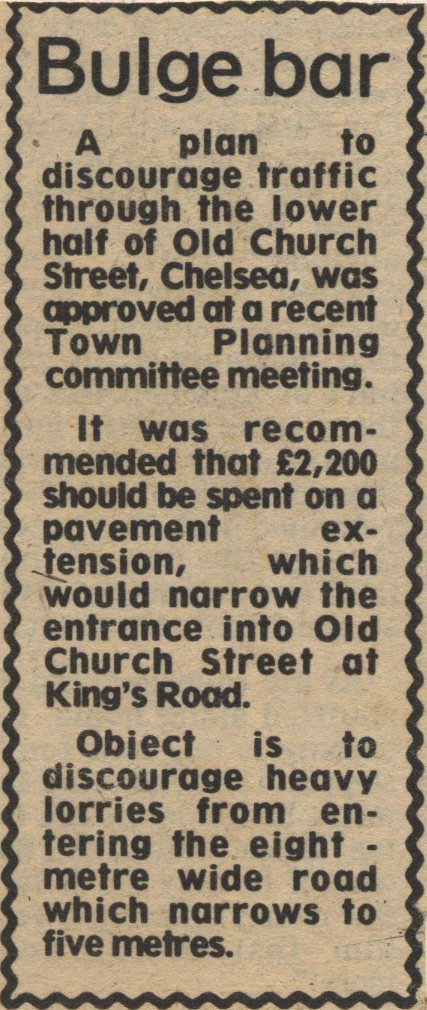 Bulge bar
A plan to
discourage traffic
through the lower
half of Old Church
Street, Chelsea, was
approved at a recent
Town Planning
committee meeting.
It was recom-
mended that £2,200
should be spent on a
pavement ex-
tension, which
would narrow the
entrance into Old
Church Street at
King's Road.
Object is to
discourage heavy
lorries from en-
tering the eight -
metre wide road
which narrows to
five metres.